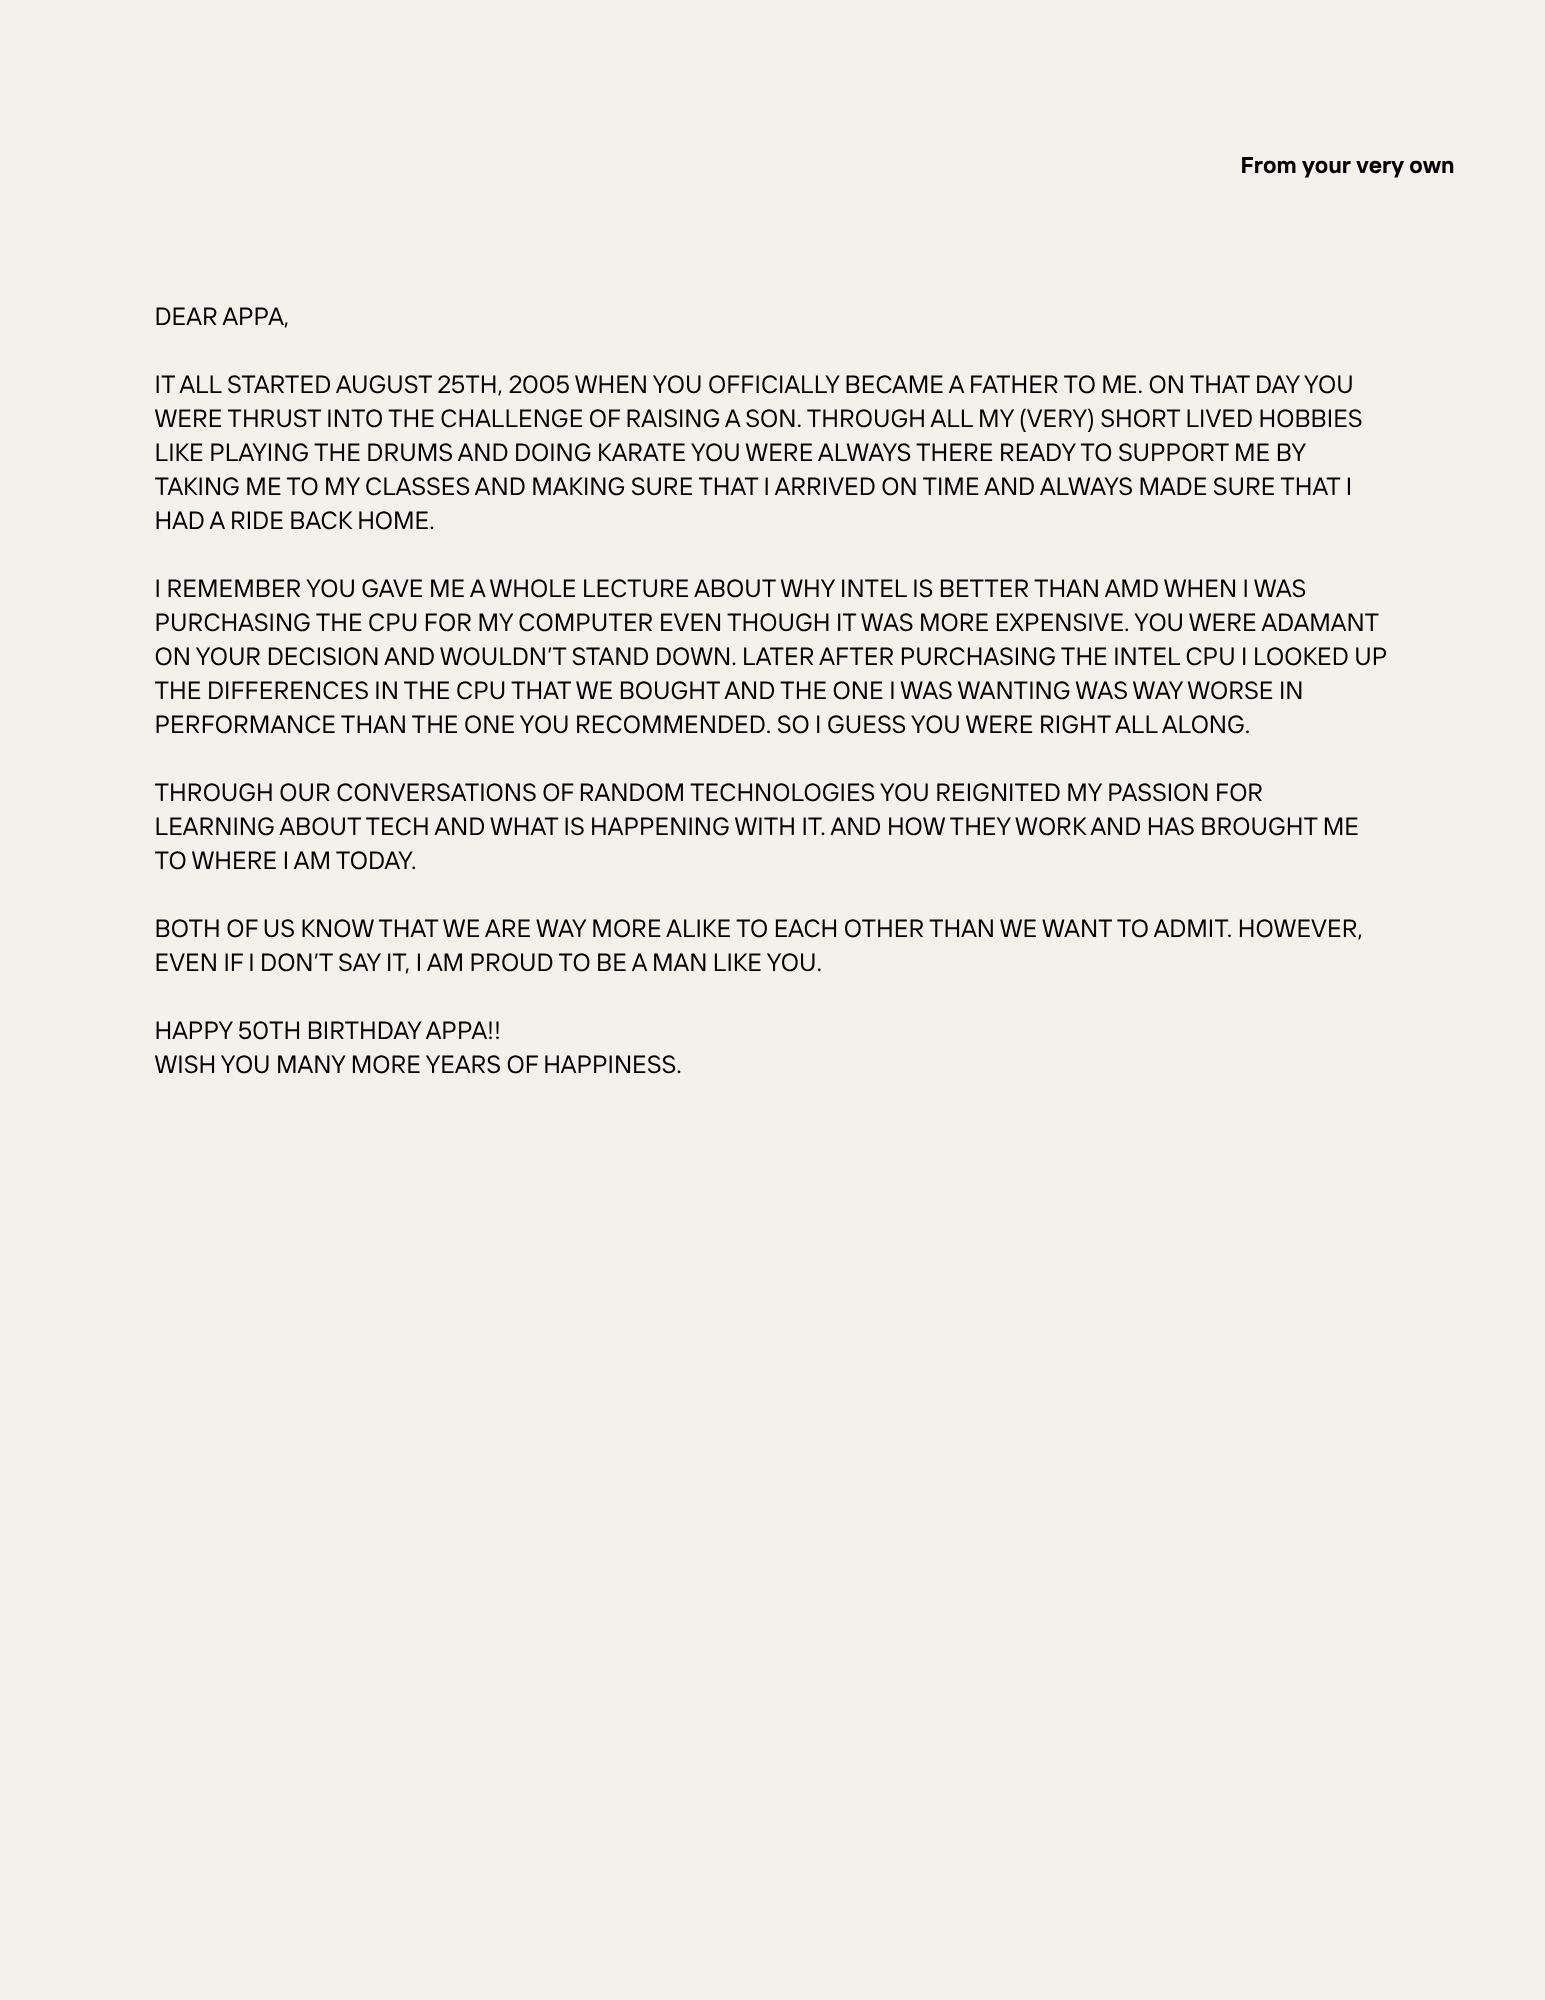 From your very own
DEAR APPA,
IT ALL STARTED AUGUST 25TH, 2005 WHEN YOU OFFICIALLY BECAME A FATHER TO ME. ON THAT DAY YOU
WERE THRUST INTO THE CHALLENGE OF RAISING A SON. THROUGH ALL MY (VERY) SHORT LIVED HOBBIES
LIKE PLAYING THE DRUMS AND DOING KARATE YOU WERE ALWAYS THERE READY TO SUPPORT ME BY
TAKING ME TO MY CLASSES AND MAKING SURE THAT I ARRIVED ON TIME AND ALWAYS MADE SURE THAT I
HAD A RIDE BACK HOME.
I REMEMBER YOU GAVE ME A WHOLE LECTURE ABOUT WHY INTEL IS BETTER THAN AMD WHEN I WAS
PURCHASING THE CPU FOR MY COMPUTER EVEN THOUGH IT WAS MORE EXPENSIVE. YOU WERE ADAMANT
ON YOUR DECISION AND WOULDN’T STAND DOWN. LATER AFTER PURCHASING THE INTEL CPU I LOOKED UP
THE DIFFERENCES IN THE CPU THAT WE BOUGHT AND THE ONE I WAS WANTING WAS WAY WORSE IN
PERFORMANCE THAN THE ONE YOU RECOMMENDED. SO I GUESS YOU WERE RIGHT ALL ALONG.
THROUGH OUR CONVERSATIONS OF RANDOM TECHNOLOGIES YOU REIGNITED MY PASSION FOR
LEARNING ABOUT TECH AND WHAT IS HAPPENING WITH IT. AND HOW THEY WORK AND HAS BROUGHT ME
TO WHERE I AM TODAY.
BOTH OF US KNOW THAT WE ARE WAY MORE ALIKE TO EACH OTHER THAN WE WANT TO ADMIT. HOWEVER,
EVEN IF I DON’T SAY IT, I AM PROUD TO BE A MAN LIKE YOU.
HAPPY 50TH BIRTHDAY APPA!!
WISH YOU MANY MORE YEARS OF HAPPINESS.